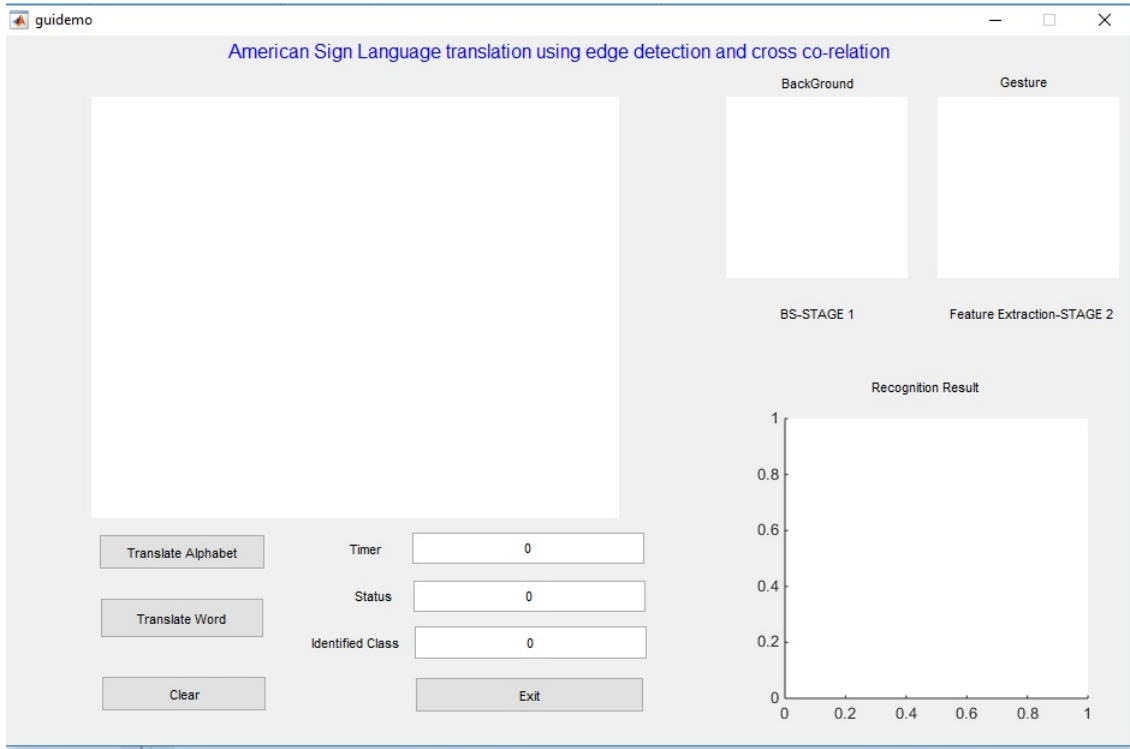 guidemo
American Sign Language translation using edge detection and cross co-relation
BackGround
Gesture
BS-STAGE 1
Feature Extraction-STAGE 2
Recognition Result
1
0.8
0.6
0.4
0.2
0
0 0.2 0.4 0.6 0.8 1
Translate Alphabet
Timer 0
Translate Word
Status 0
Identified Class 0
Clear
Exit